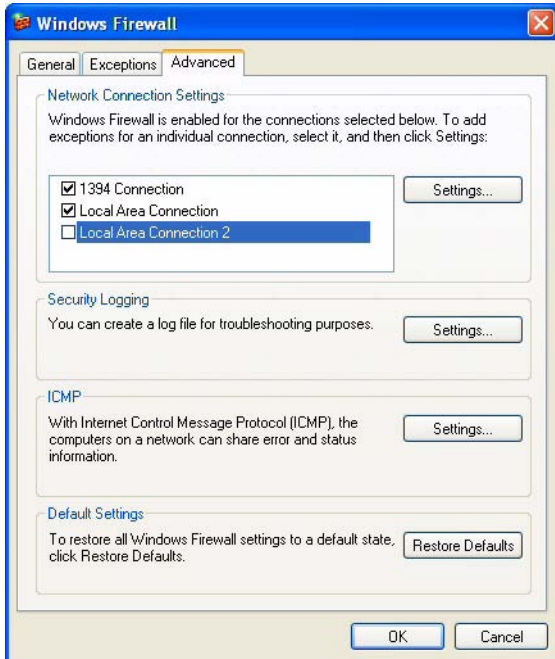 Windows Firewall
General
Exceptions
Advanced
Network Connection Settings
Windows Firewall is enabled for the connections selected below. To add
exceptions for an individual connection, select it, and then click Settings:
1394 Connection
Local Area Connection
Local Area Connection 2
Settings...
Security Logging
You can create a log file for troubleshooting purposes.
Settings...
ICMP
With Internet Control Message Protocol (ICMP), the
computers on a network can share error and status
information.
Settings...
Default Settings
To restore all Windows Firewall settings to a default state,
click Restore Defaults.
Restore Defaults
OK
Cancel